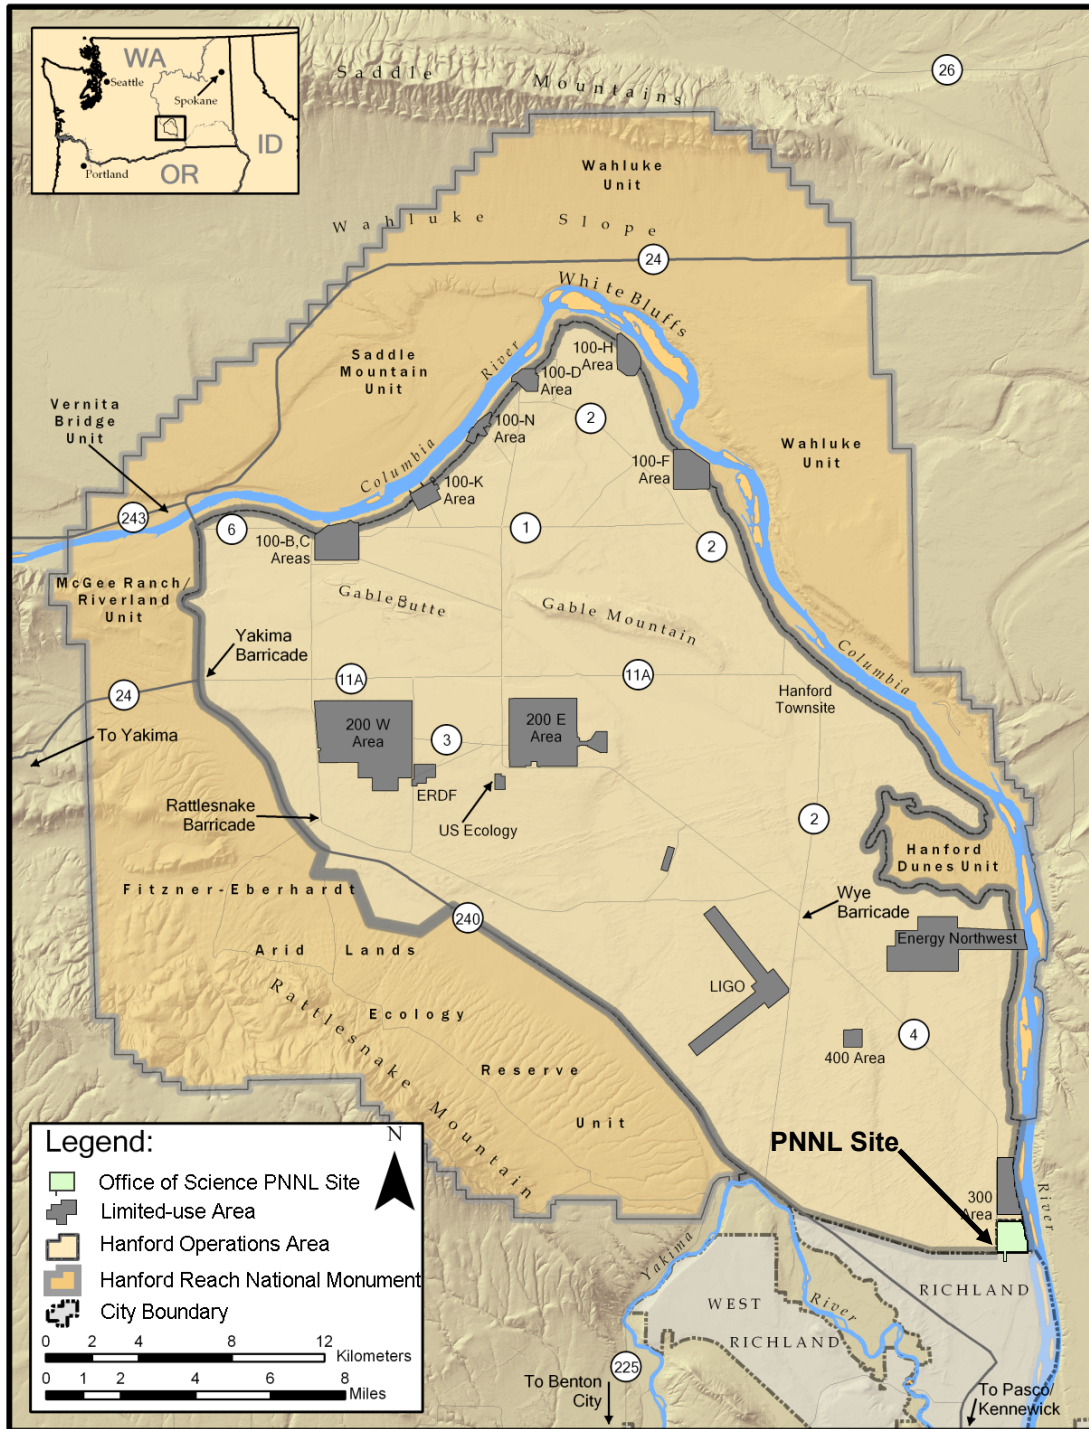 WA
Seattle
Spokane
Portland
OR
ID
Saddle Mountains
26
Wahluke
Unit
Wahluke Slope
24
White Bluffs
Saddle
Mountain
Unit
River
100-H
Area
100-D
Area
Vernita
Bridge
Unit
100-N
Area
2
Columbia
Wahluke
Unit
100-F
Area
100-K
Area
243
6
1
2
100-B,C
Areas
McGee Ranch/
Riverland
Unit
Gable Butte
Gable Mountain
Yakima
Barricade
Columbia
24
11A
11A
Hanford
Townsite
To Yakima
200 W
Area
3
200 E
Area
ERDF
US Ecology
Rattlesnake
Barricade
2
Hanford
Dunes Unit
Fitzner-Eberhardt
Arid Lands
Ecology
Reserve
Unit
240
Wye
Barricade
Energy Northwest
LIGO
4
400 Area
Rattlesnake Mountain
PNNL Site
300
Area
River
Yakima
River
RICHLAND
WEST
RICHLAND
225
To Benton
City
To Pasco/
Kennewick
Legend:
N
Office of Science PNNL Site
Limited-use Area
Hanford Operations Area
Hanford Reach National Monument
City Boundary
0 2 4 8 12
Kilometers
0 1 2 4 6 8
Miles